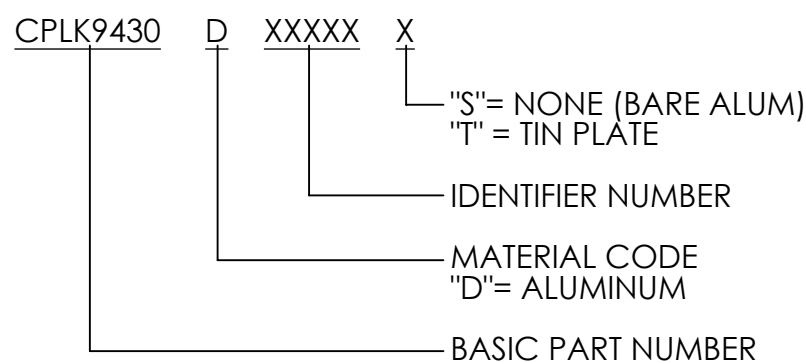 CPLK9430 D XXXXX X
"S"= NONE (BARE ALUM)
"T" = TIN PLATE
IDENTIFIER NUMBER
MATERIAL CODE
"D"= ALUMINUM
BASIC PART NUMBER